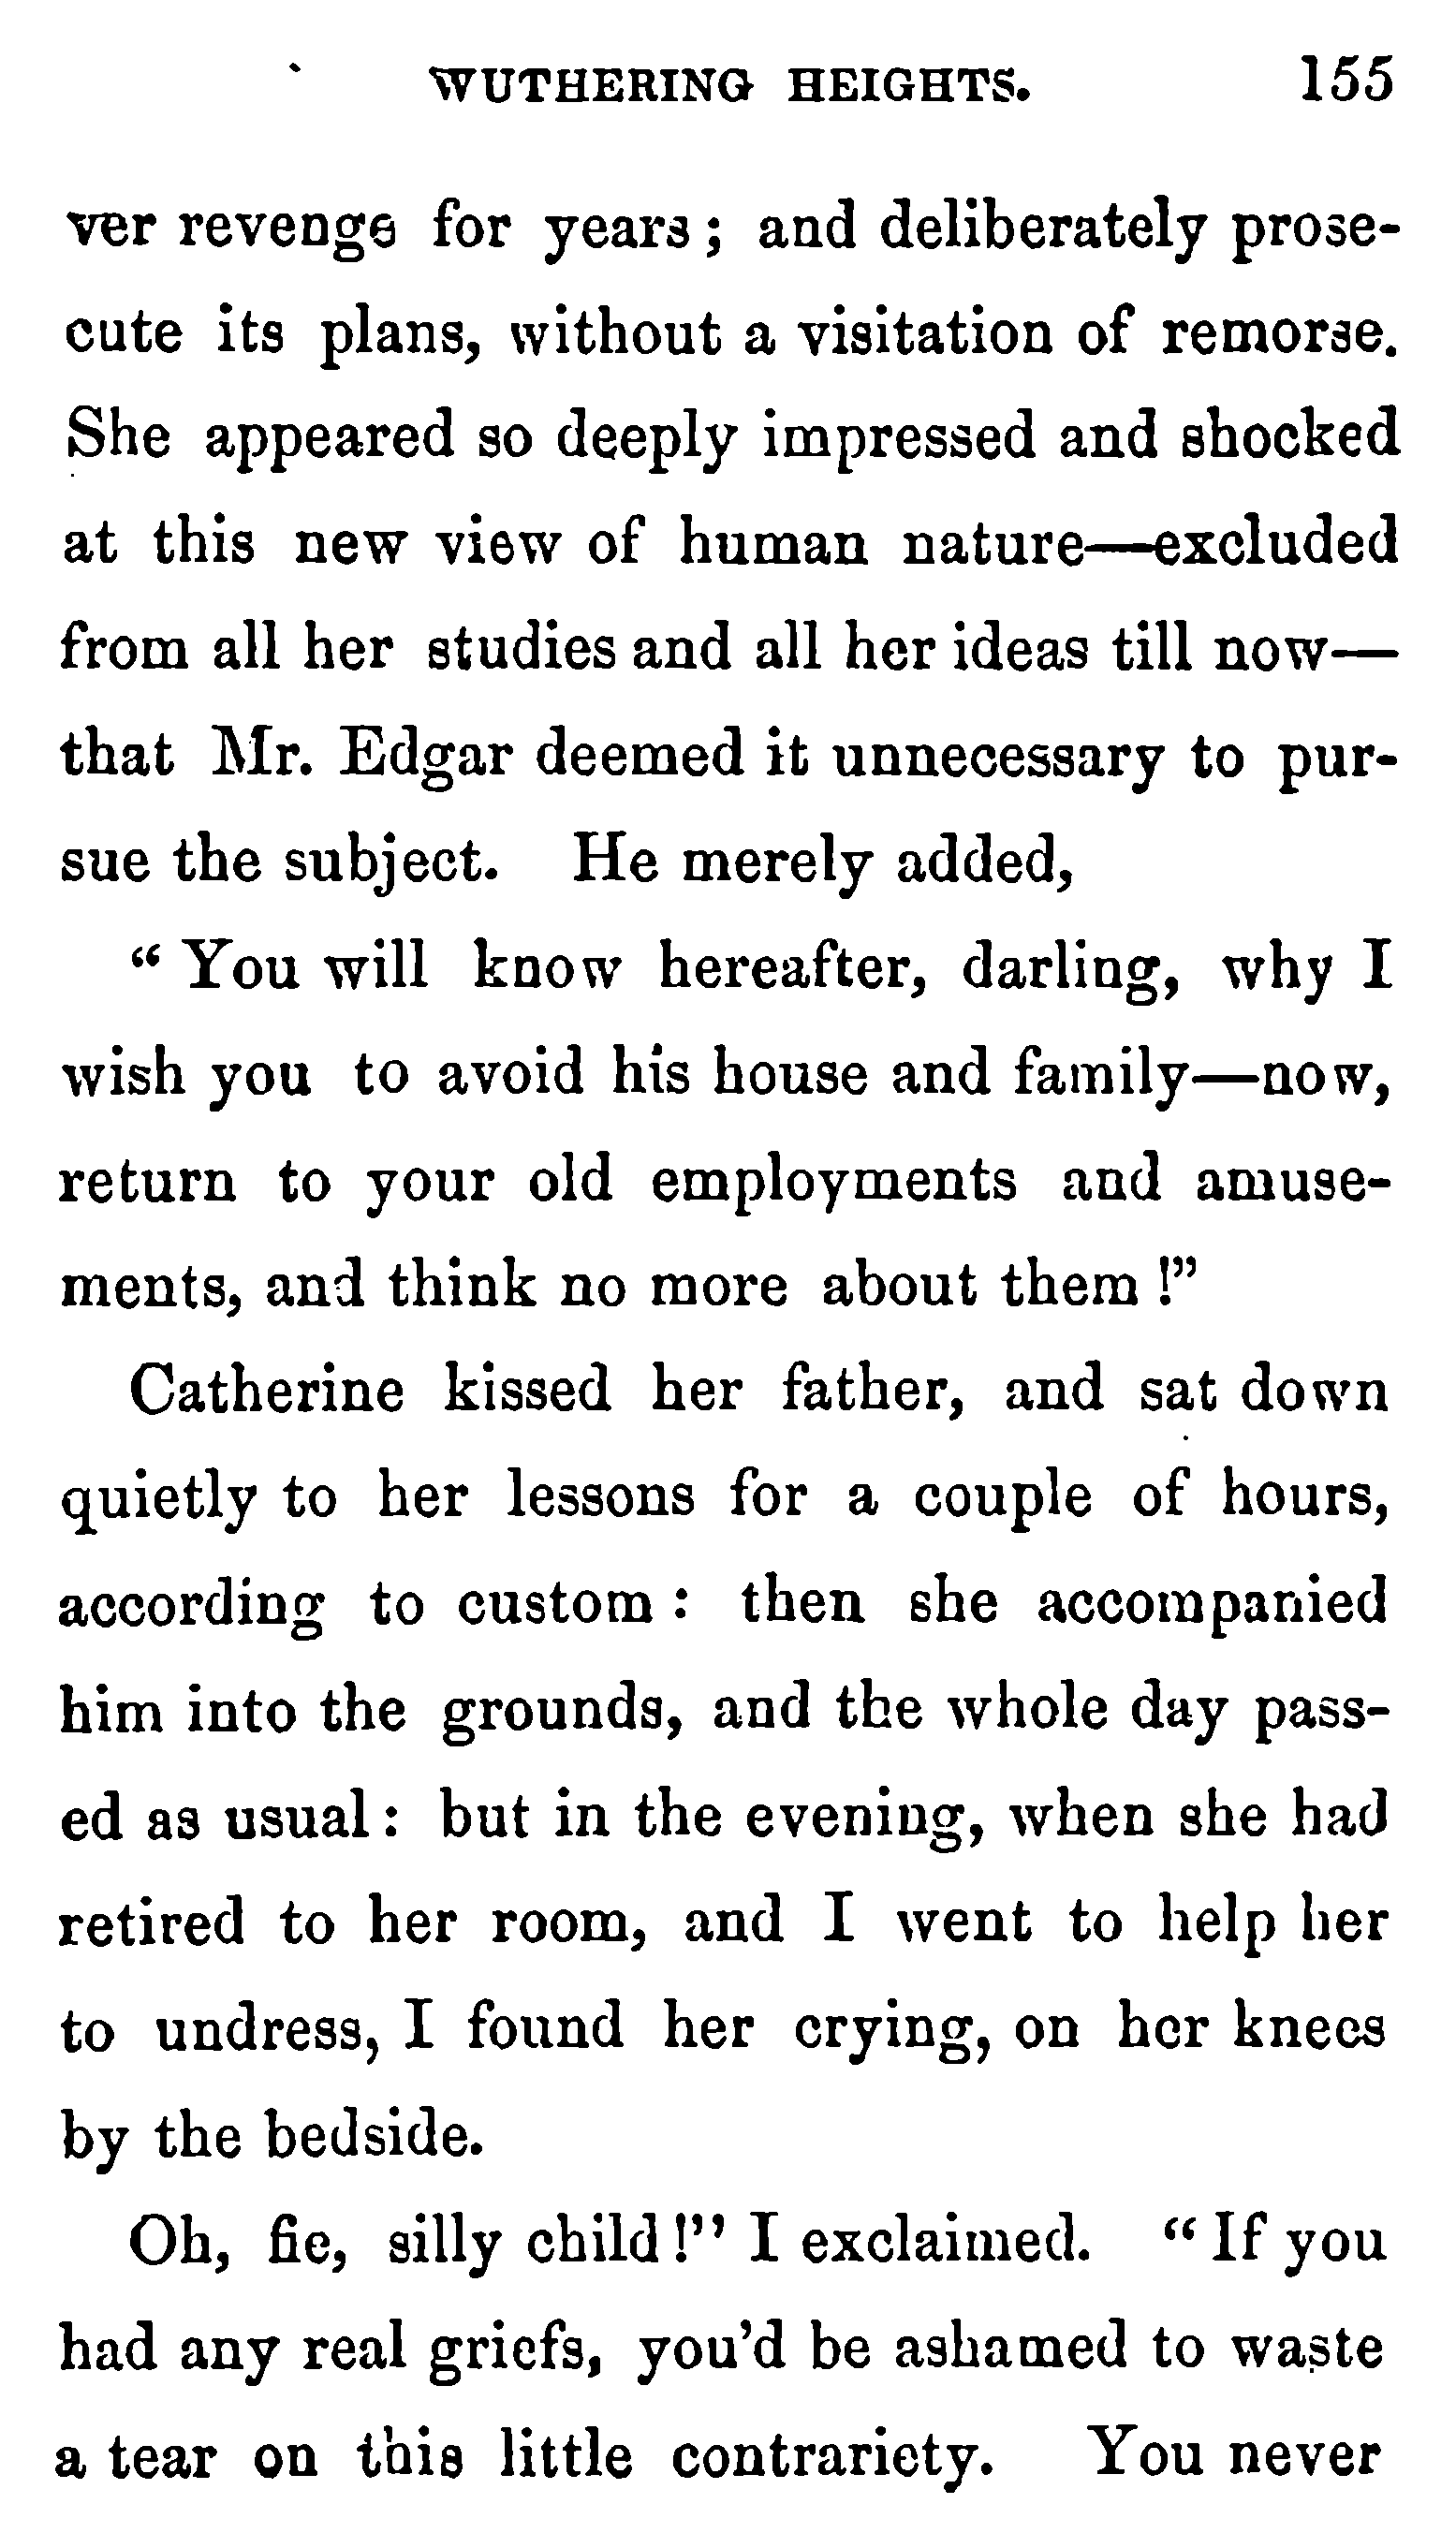 WUTHERING HEIGHTS. 155
ver revenge for years; and deliberately prose-
cute its plans, without a visitation of remorse.
She appeared so deeply impressed and shocked
at this new view of human nature—excluded
from all her studies and all her ideas till now—
that Mr. Edgar deemed it unnecessary to pur-
sue the subject. He merely added,
"You will know hereafter, darling, why I
wish you to avoid his house and family—now,
return to your old employments and amuse-
ments, and think no more about them!"
Catherine kissed her father, and sat down
quietly to her lessons for a couple of hours,
according to custom: then she accompanied
him into the grounds, and the whole day pass-
ed as usual: but in the evening, when she had
retired to her room, and I went to help her
to undress, I found her crying, on her knees
by the bedside.
Oh, fie, silly child!" I exclaimed. "If you
had any real griefs, you'd be ashamed to waste
a tear on this little contrariety. You never